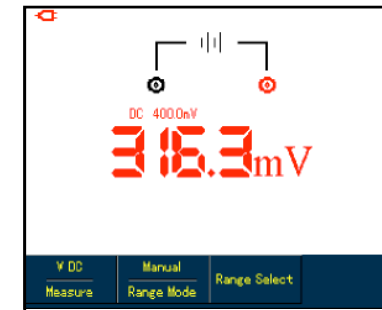 DC 400.0mV
316.3mV
V DC Manual
Range Select
Measure Range Mode